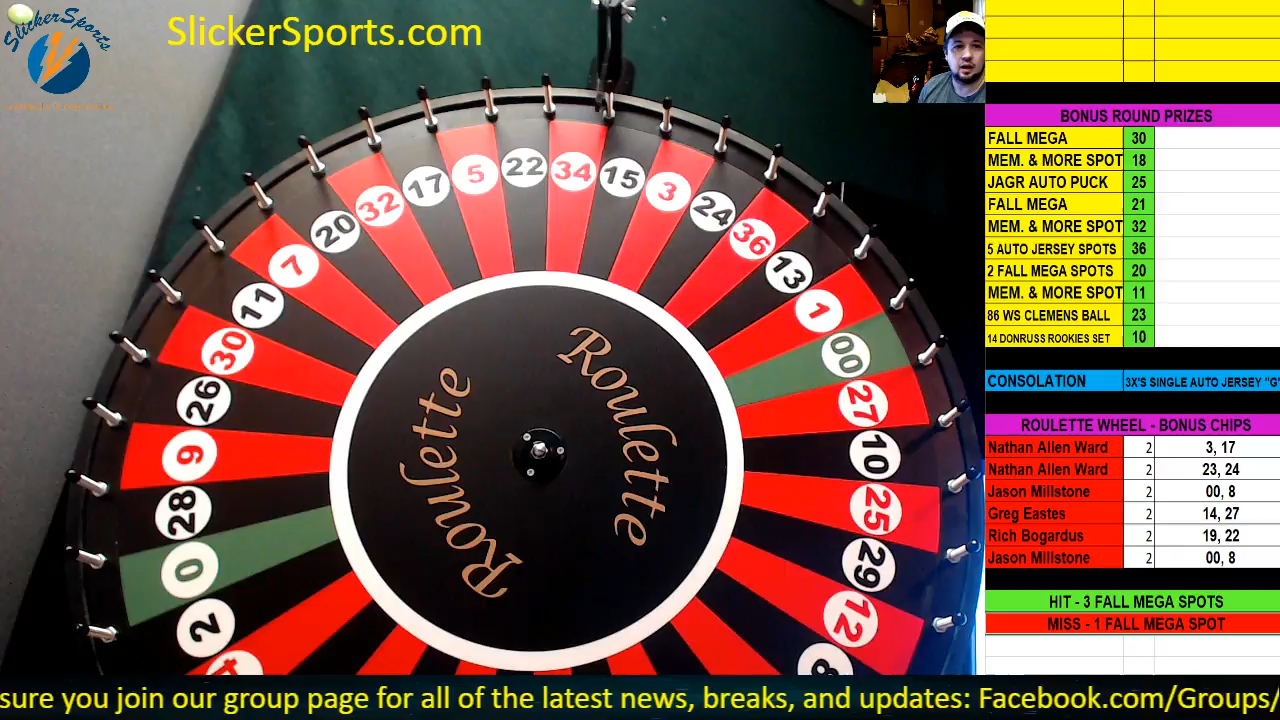 SlickerSports
SlickerSports.com
BONUS ROUND PRIZES
FALL MEGA 30
MEM. & MORE SPOT 18
JAGR AUTO PUCK 25
FALL MEGA 21
MEM. & MORE SPOT 32
5 AUTO JERSEY SPOTS 36
2 FALL MEGA SPOTS 20
MEM. & MORE SPOT 11
86 WS CLEMENS BALL 23
14 DONRUSS ROOKIES SET 10
CONSOLATION 3X'S SINGLE AUTO JERSEY "G"
ROULETTE WHEEL - BONUS CHIPS
Nathan Allen Ward 2 3, 17
Nathan Allen Ward 2 23, 24
Jason Millstone 2 00, 8
Greg Eastes 2 14, 27
Rich Bogardus 2 19, 22
Jason Millstone 2 00, 8
HIT - 3 FALL MEGA SPOTS
MISS - 1 FALL MEGA SPOT
2
0
28
9
26
30
11
7
20
32
17
5
22
34
15
3
24
36
13
1
00
27
10
25
29
12
8
Roulette
Roulette
sure you join our group page for all of the latest news, breaks, and updates: Facebook.com/Groups/